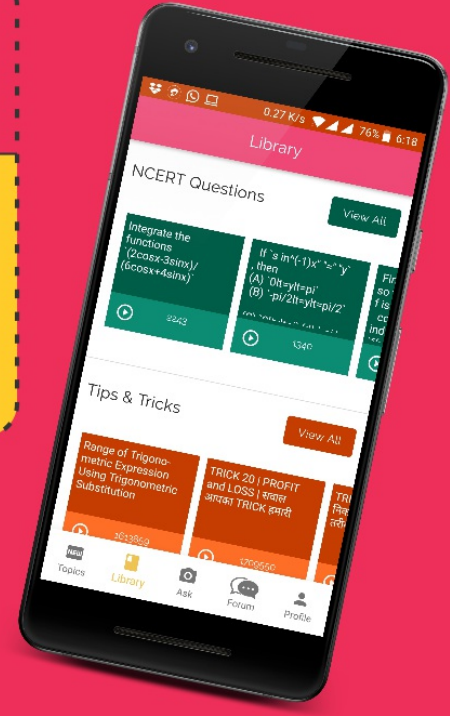 0.27 K/s 76% 6:18
Library
NCERT Questions
View All
Integrate the
functions
`(2cosx-3sinx)/
(6cosx+4sinx)`
2243
If `s in^(-1)x" "=" "y`
, then
(A) `0lt=ylt=pi`
(B) `-pi/2lt=ylt=pi/2`
1340
Tips & Tricks
View All
Range of Trigono-
metric Expression
Using Trigonometric
Substitution
1613869
TRICK 20 | PROFIT
and LOSS | सवाल
आपका TRICK हमारी
1709550
NEW
Topics
Library
Ask
Forum
Profile